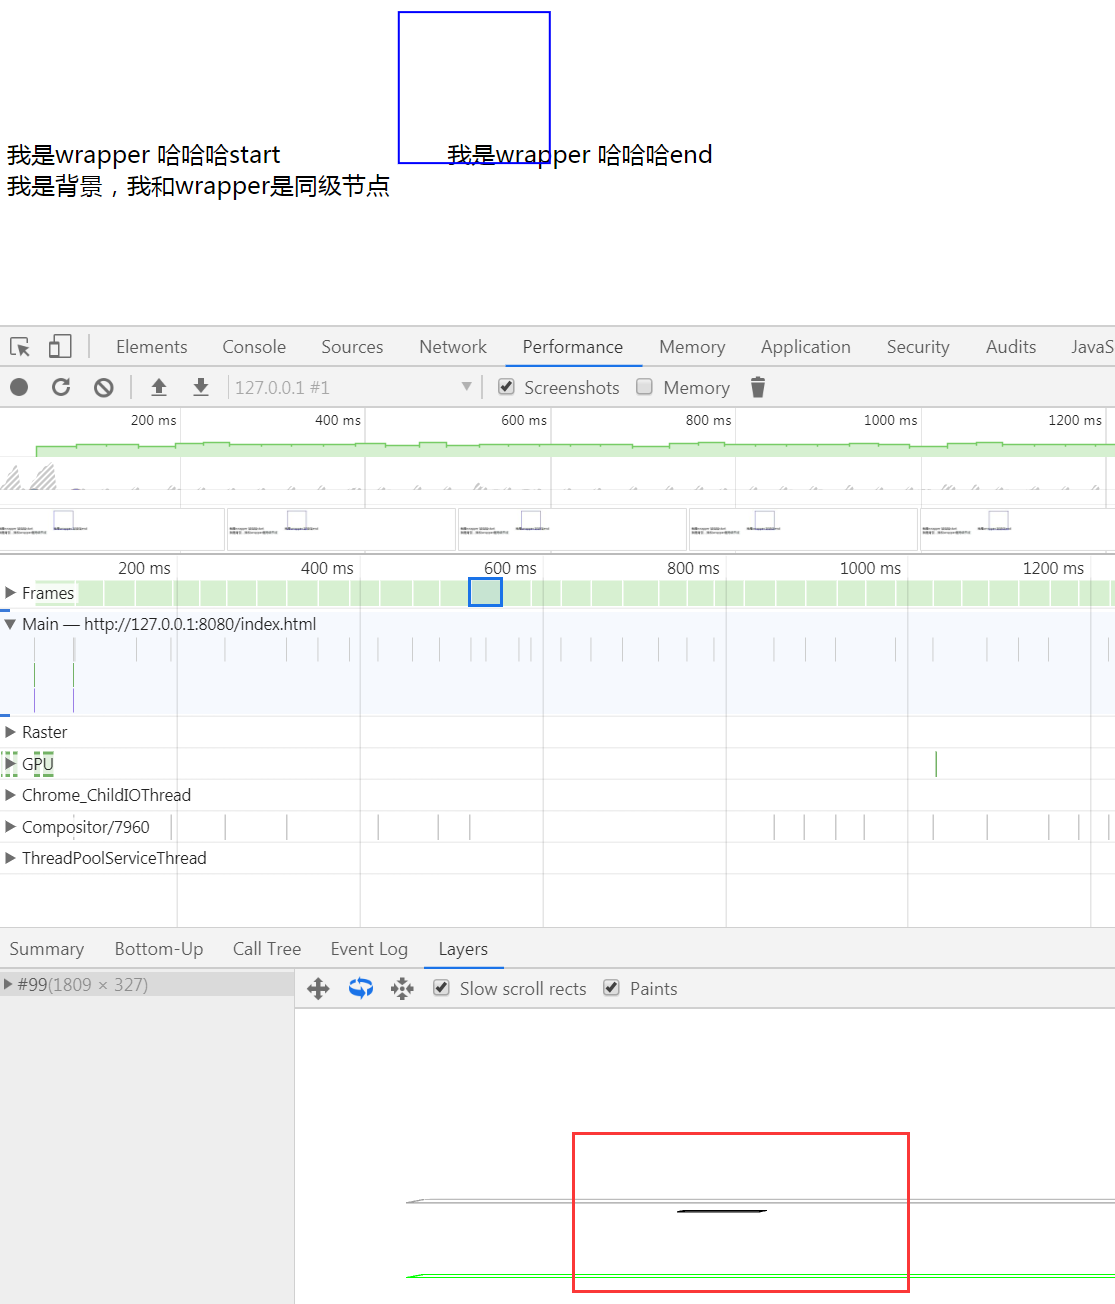 我是wrapper 哈哈哈start 我是wrapper 哈哈哈end
我是背景，我和wrapper是同级节点
Elements Console Sources Network Performance Memory Application Security Audits JavaS
127.0.0.1 #1 Screenshots Memory
200 ms 400 ms 600 ms 800 ms 1000 ms 1200 ms
200 ms 400 ms 600 ms 800 ms 1000 ms 1200 ms
Frames
Main — http://127.0.0.1:8080/index.html
Raster
GPU
Chrome_ChildIOThread
Compositor/7960
ThreadPoolServiceThread
Summary Bottom-Up Call Tree Event Log Layers
#99(1809 × 327) Slow scroll rects Paints